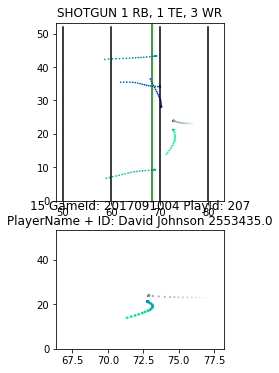 SHOTGUN 1 RB, 1 TE, 3 WR
50
40
30
20
10
0
50 60 70 80
15 GameId: 2017091004 PlayId: 207
PlayerName + ID: David Johnson 2553435.0
40
20
0
67.5 70.0 72.5 75.0 77.5